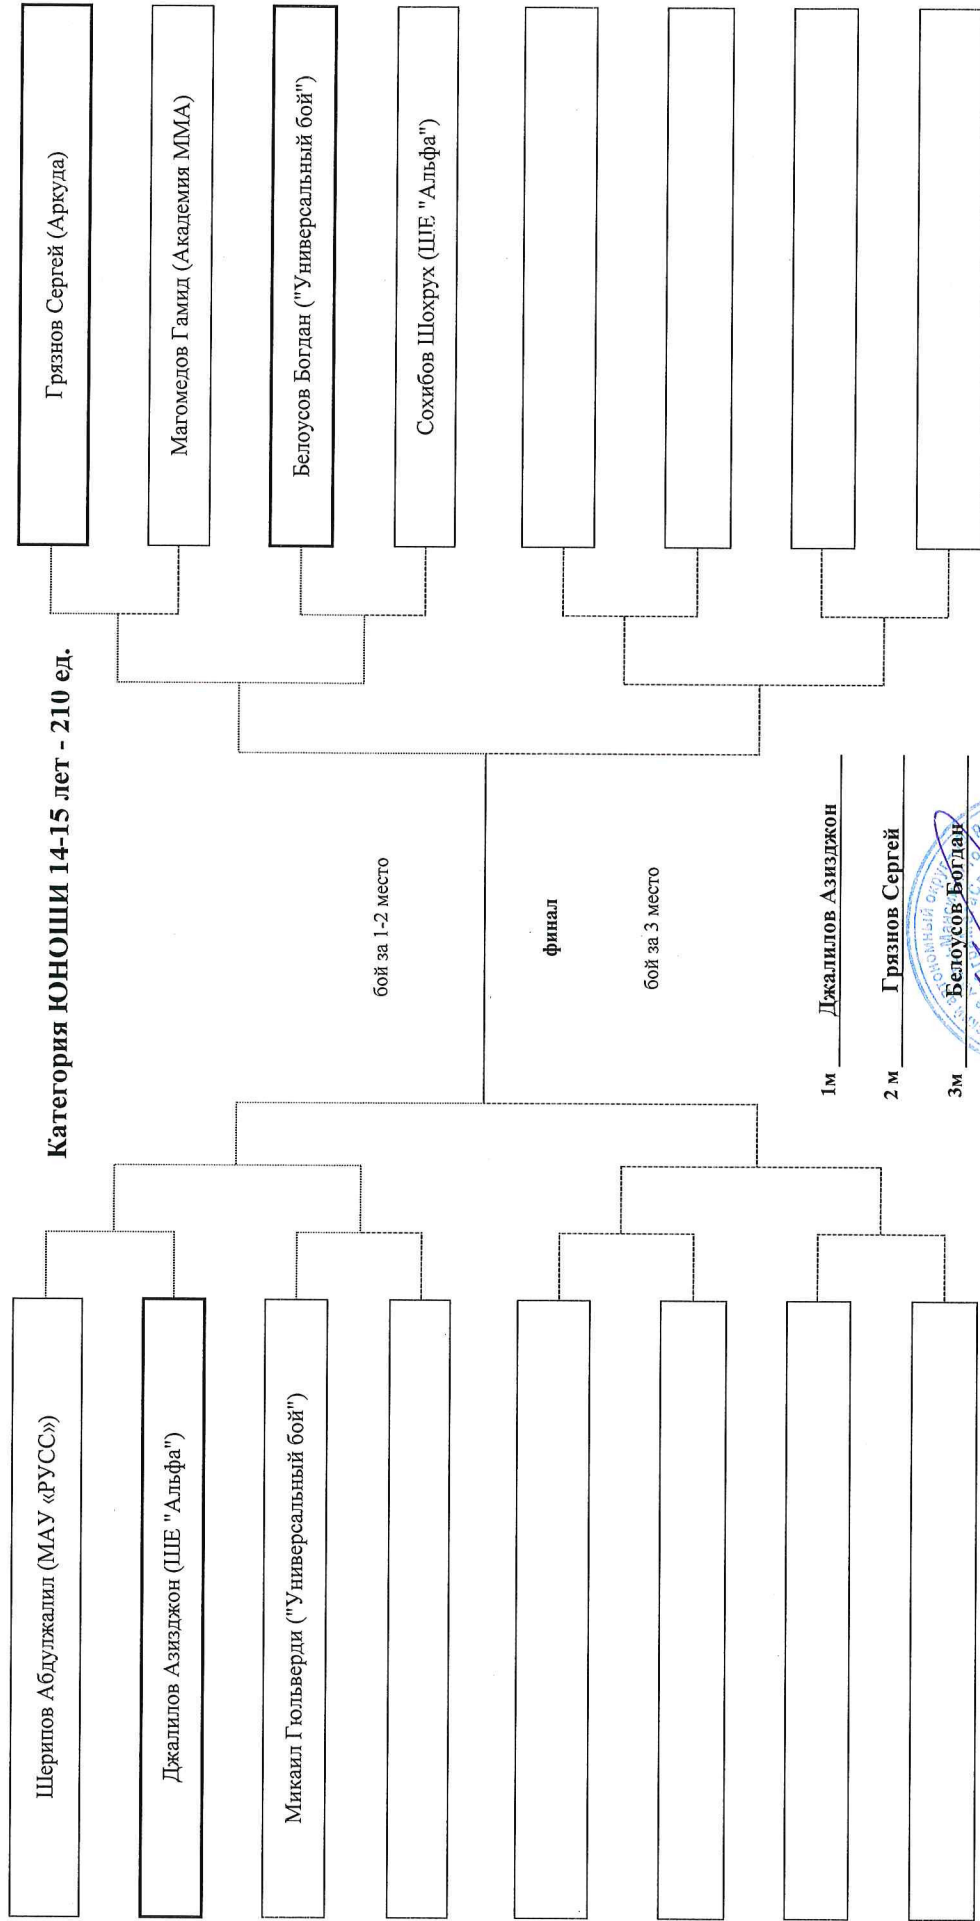 Категория ЮНОШИ 14-15 лет - 210 ед.
Шерипов Абдулжалил (МАУ «РУСС»)
Джалилов Азизджон (ШЕ "Альфа")
Микаил Гюльверди ("Универсальный бой")
Грязнов Сергей (Аркуда)
Магомедов Гамид (Академия ММА)
Белоусов Богдан ("Универсальный бой")
Сохибов Шохрух (ШЕ "Альфа")
бой за 1-2 место
финал
бой за 3 место
1м Джалилов Азизджон
2 м Грязнов Сергей
3м Белоусов Богдан
автономный округ